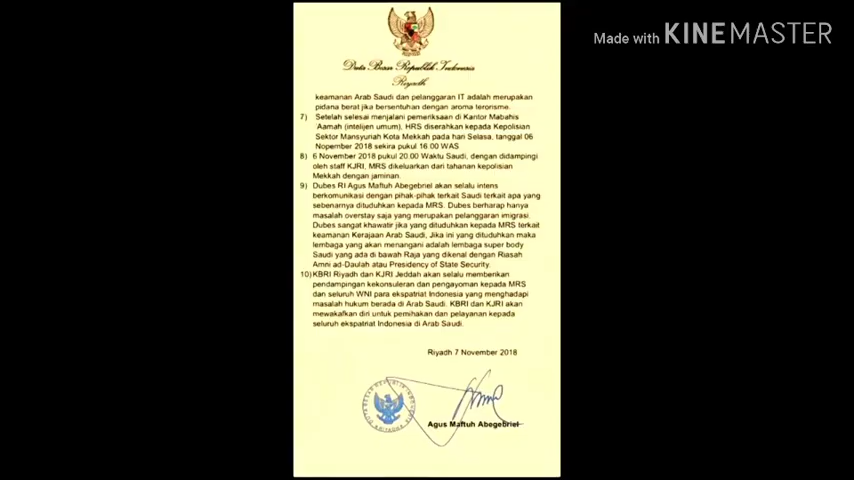 Made with KINEMASTER
Duta Besar Republik Indonesia
Riyadh
keamanan Arab Saudi dan pelanggaran IT adalah merupakan
pidana berat jika bersentuhan dengan aroma terorisme.
7) Setelah selesai menjalani pemeriksaan di Kantor Mabahis
'Aamah (intelijen umum), HRS diserahkan kepada Kepolisian
Sektor Mansyuriah Kota Mekkah pada hari Selasa, tanggal 06
Nopember 2018 sekira pukul 16:00 WAS
8) 6 November 2018 pukul 20.00 Waktu Saudi, dengan didampingi
oleh staff KJRI, MRS dikeluarkan dari tahanan kepolisian
Mekkah dengan jaminan.
9) Dubes RI Agus Maftuh Abegebriel akan selalu intens
berkomunikasi dengan pihak-pihak terkait Saudi terkait apa yang
sebenarnya dituduhkan kepada MRS. Dubes berharap hanya
masalah overstay saja yang merupakan pelanggaran imigrasi.
Dubes sangat khawatir jika yang dituduhkan kepada MRS terkait
keamanan Kerajaan Arab Saudi, Jika ini yang dituduhkan maka
lembaga yang akan menangani adalah lembaga super body
Saudi yang ada di bawah Raja yang dikenal dengan Riasah
Amni ad-Daulah atau Presidency of State Security.
10) KBRI Riyadh dan KJRI Jeddah akan selalu memberikan
pendampingan kekonsuleran dan pengayoman kepada MRS
dan seluruh WNI para ekspatriat Indonesia yang menghadapi
masalah hukum berada di Arab Saudi. KBRI dan KJRI akan
mewakafkan diri untuk pemihakan dan pelayanan kepada
seluruh ekspatriat Indonesia di Arab Saudi.
Riyadh 7 November 2018
Agus Maftuh Abegebriel